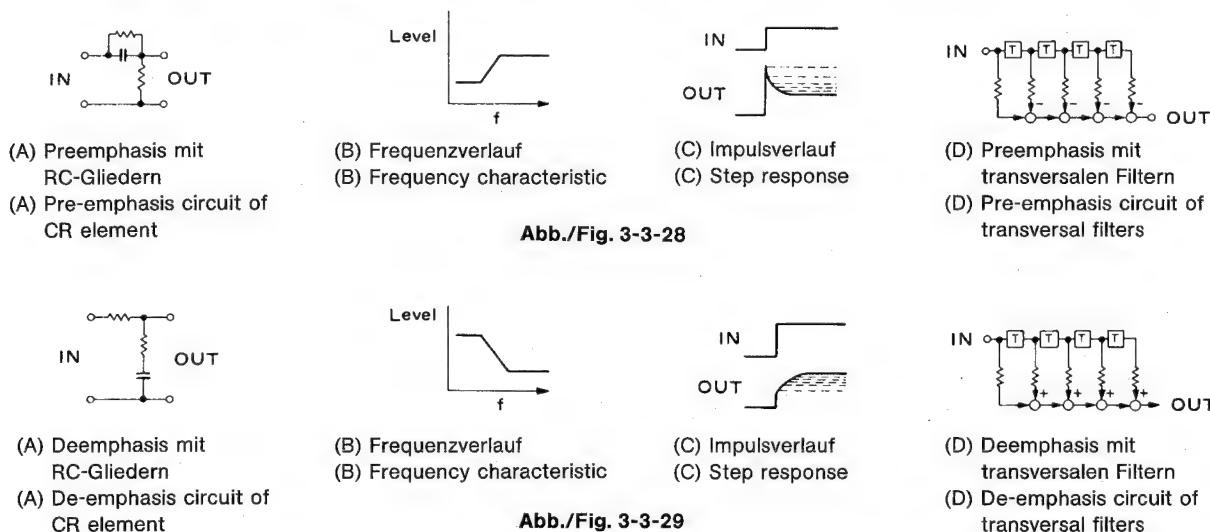 IN
OUT
(A) Preemphasis mit
RC-Gliedern
(A) Pre-emphasis circuit of
CR element
Level
f
(B) Frequenzverlauf
(B) Frequency characteristic
IN
OUT
(C) Impulsverlauf
(C) Step response
IN T T T T
- - - -
OUT
(D) Preemphasis mit
transversalen Filtern
(D) Pre-emphasis circuit of
transversal filters
Abb./Fig. 3-3-28
IN
OUT
(A) Deemphasis mit
RC-Gliedern
(A) De-emphasis circuit of
CR element
Level
f
(B) Frequenzverlauf
(B) Frequency characteristic
IN
OUT
(C) Impulsverlauf
(C) Step response
IN T T T T
+ + + +
OUT
(D) Deemphasis mit
transversalen Filtern
(D) De-emphasis circuit of
transversal filters
Abb./Fig. 3-3-29